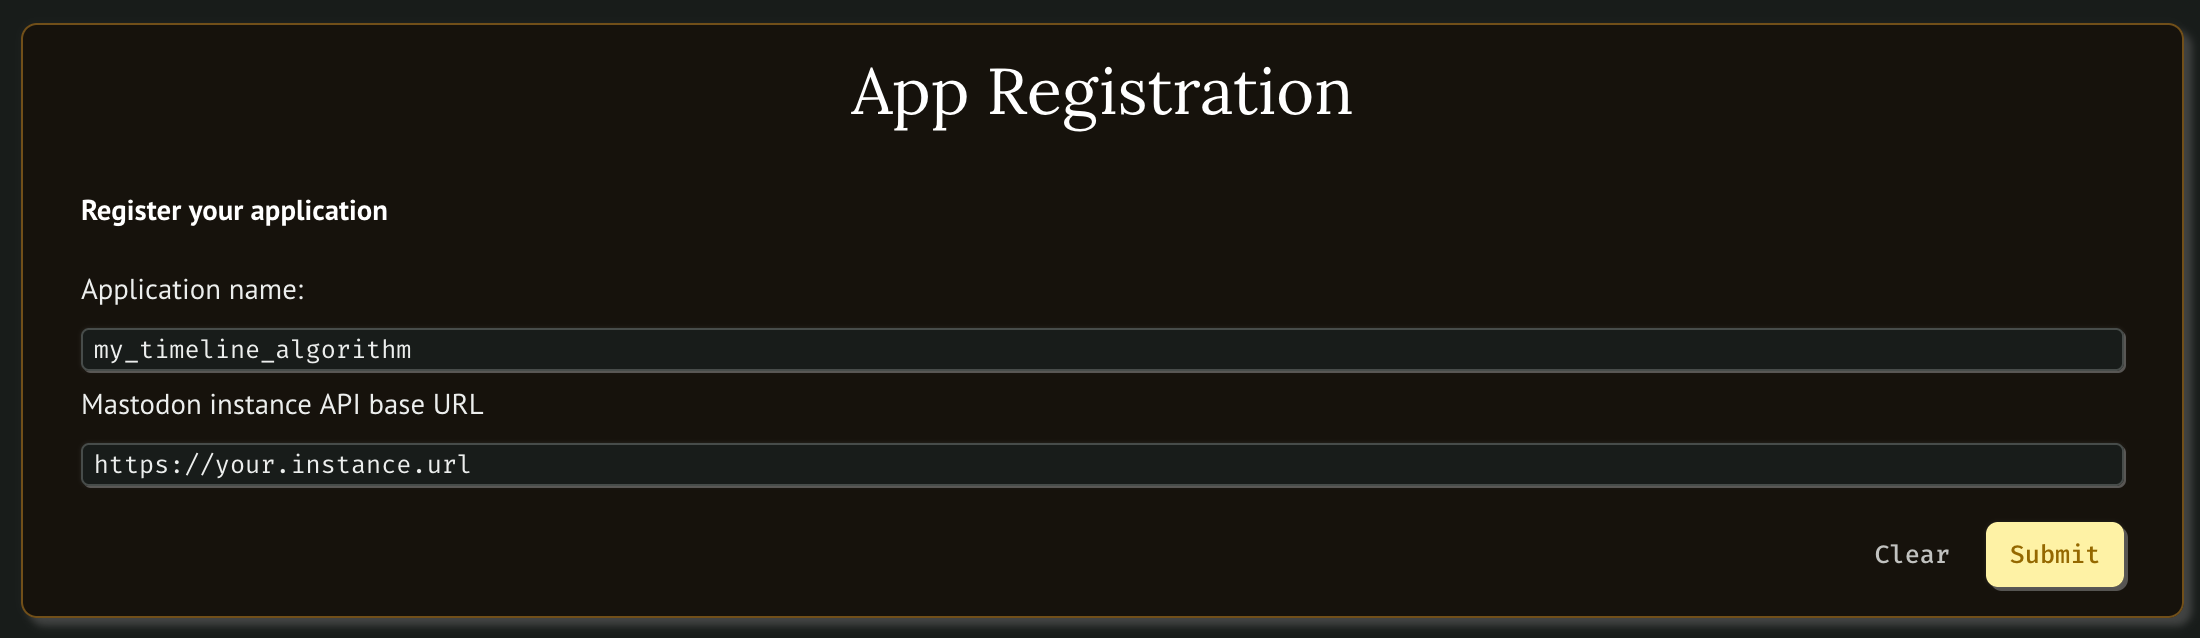 App Registration
Register your application
Application name:
my_timeline_algorithm
Mastodon instance API base URL
https://your.instance.url
Clear
Submit